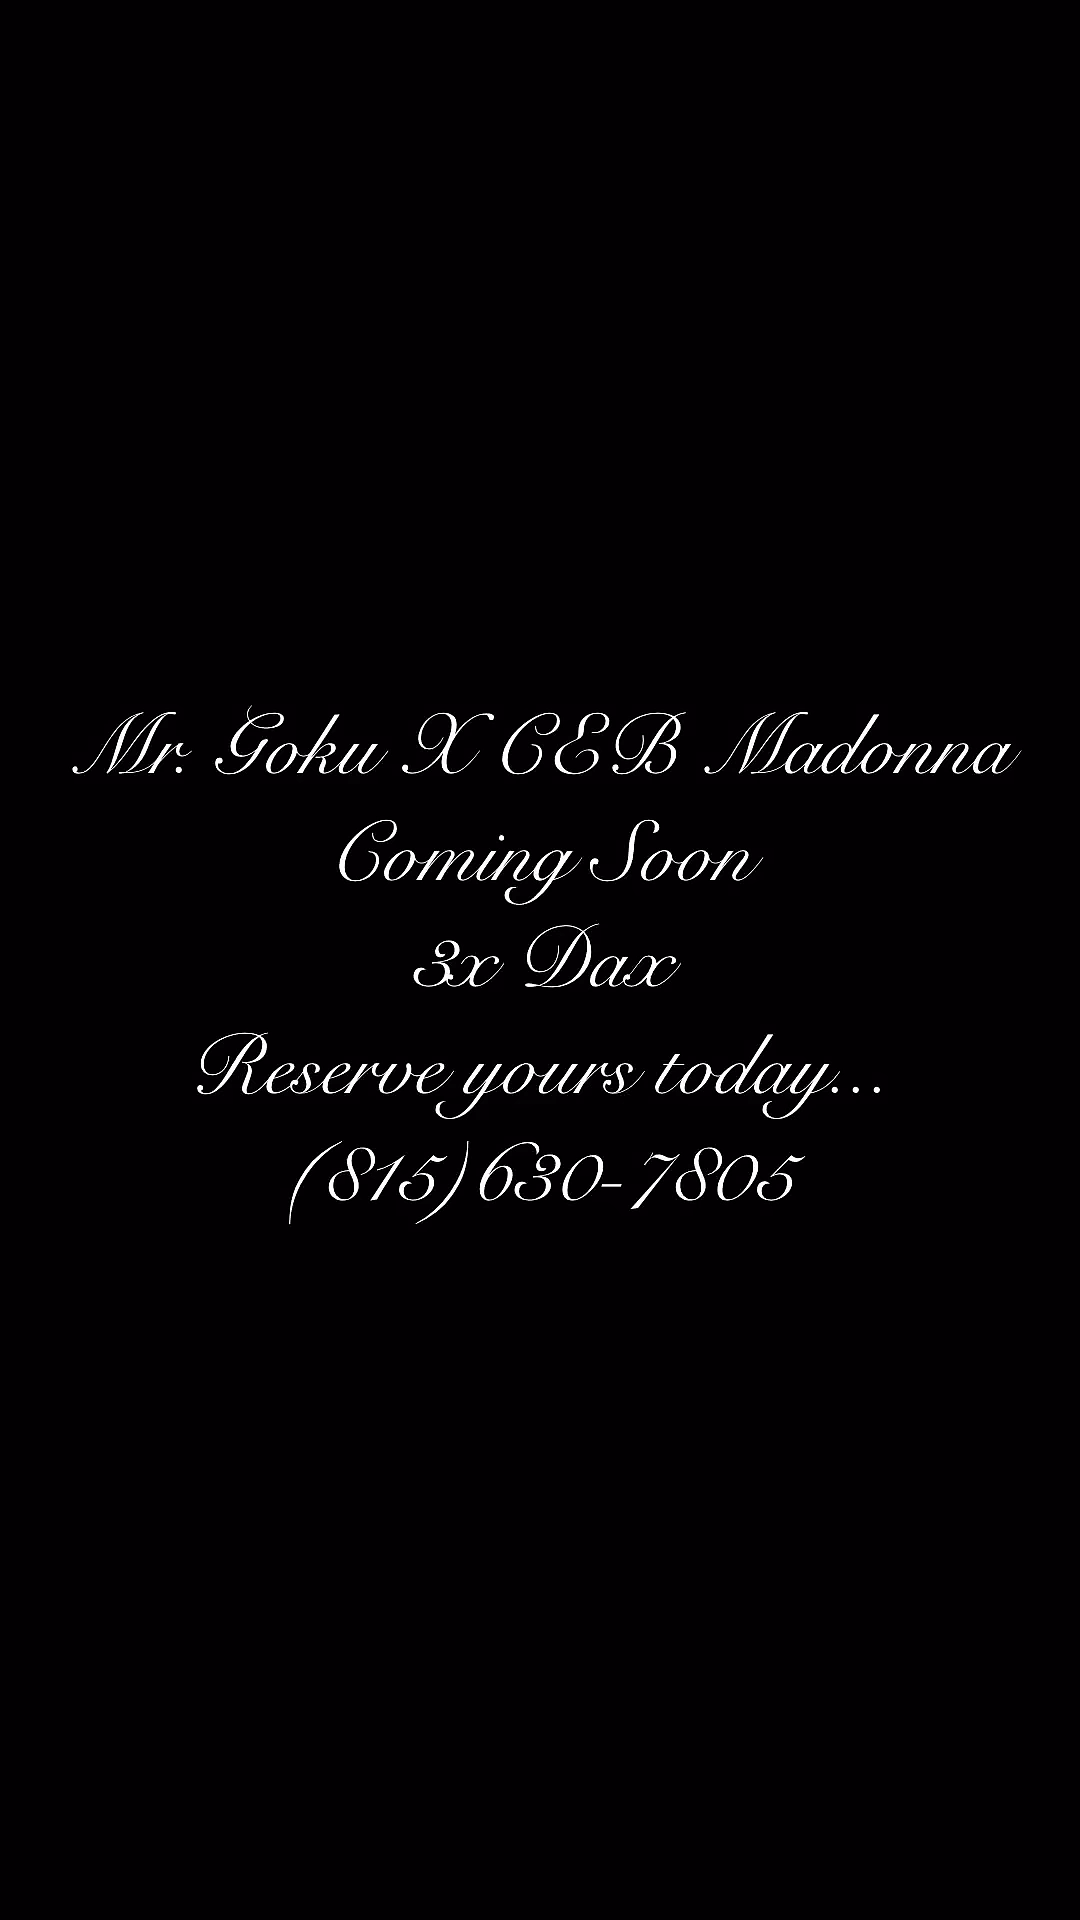 Mr. Goku X CEB Madonna
Coming Soon
3x Dax
Reserve yours today...
(815)630-7805